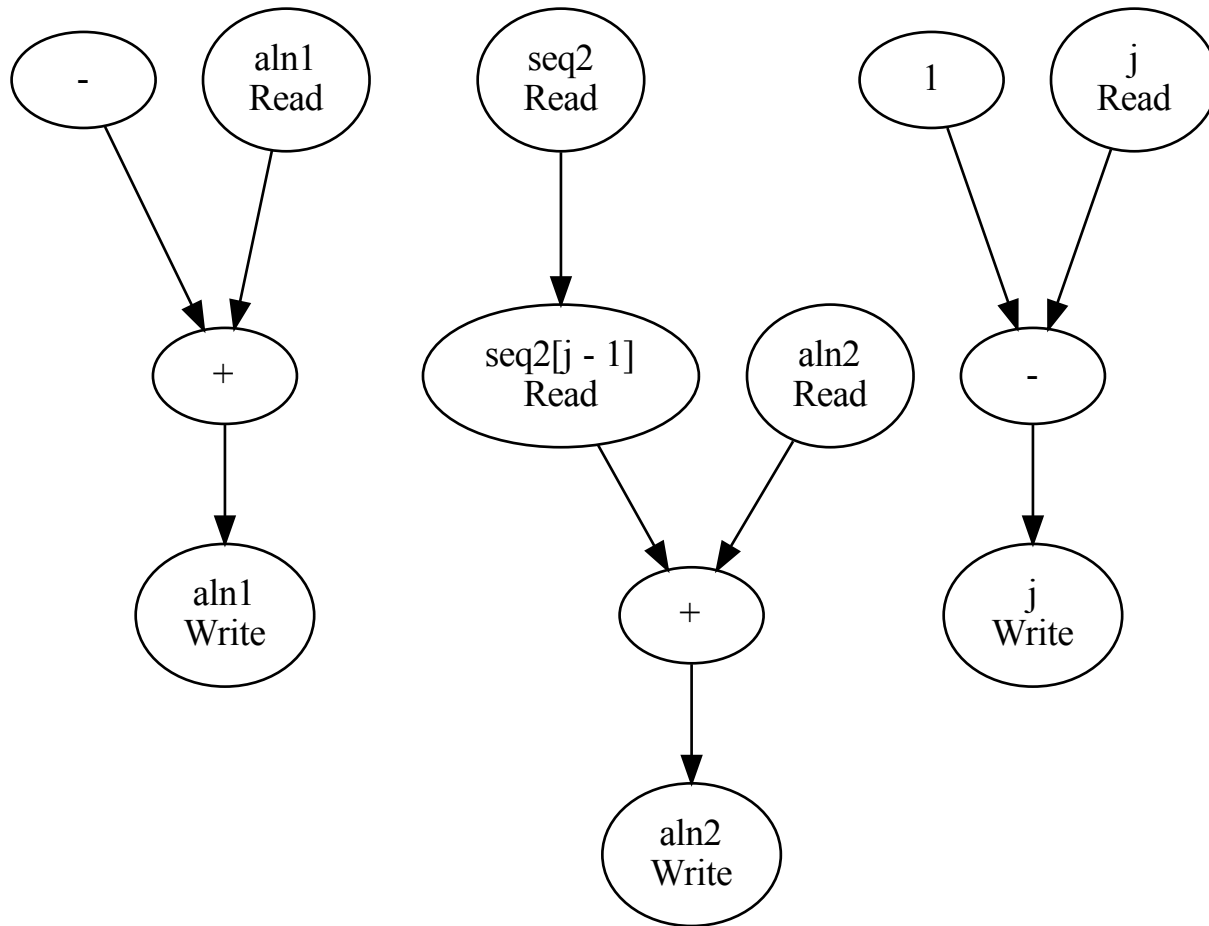 -
aln1
Read
seq2
Read
1
j
Read
+
seq2[j - 1]
Read
aln2
Read
-
aln1
Write
+
j
Write
aln2
Write